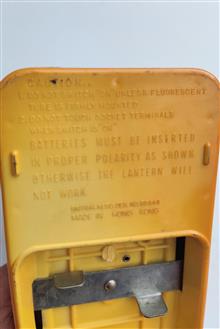 CAUTION..
1. DO NOT SWITCH ON UNLESS FLUORESCENT
TUBE IS FIRMLY MOUNTED
2. DO NOT TOUCH SOCKET TERMINALS
WHEN SWITCH IS "ON"
BATTERIES MUST BE INSERTED
IN PROPER POLARITY AS SHOWN
OTHERWISE THE LANTERN WILL
NOT WORK.
DES. NO.
MADE IN HONG KONG